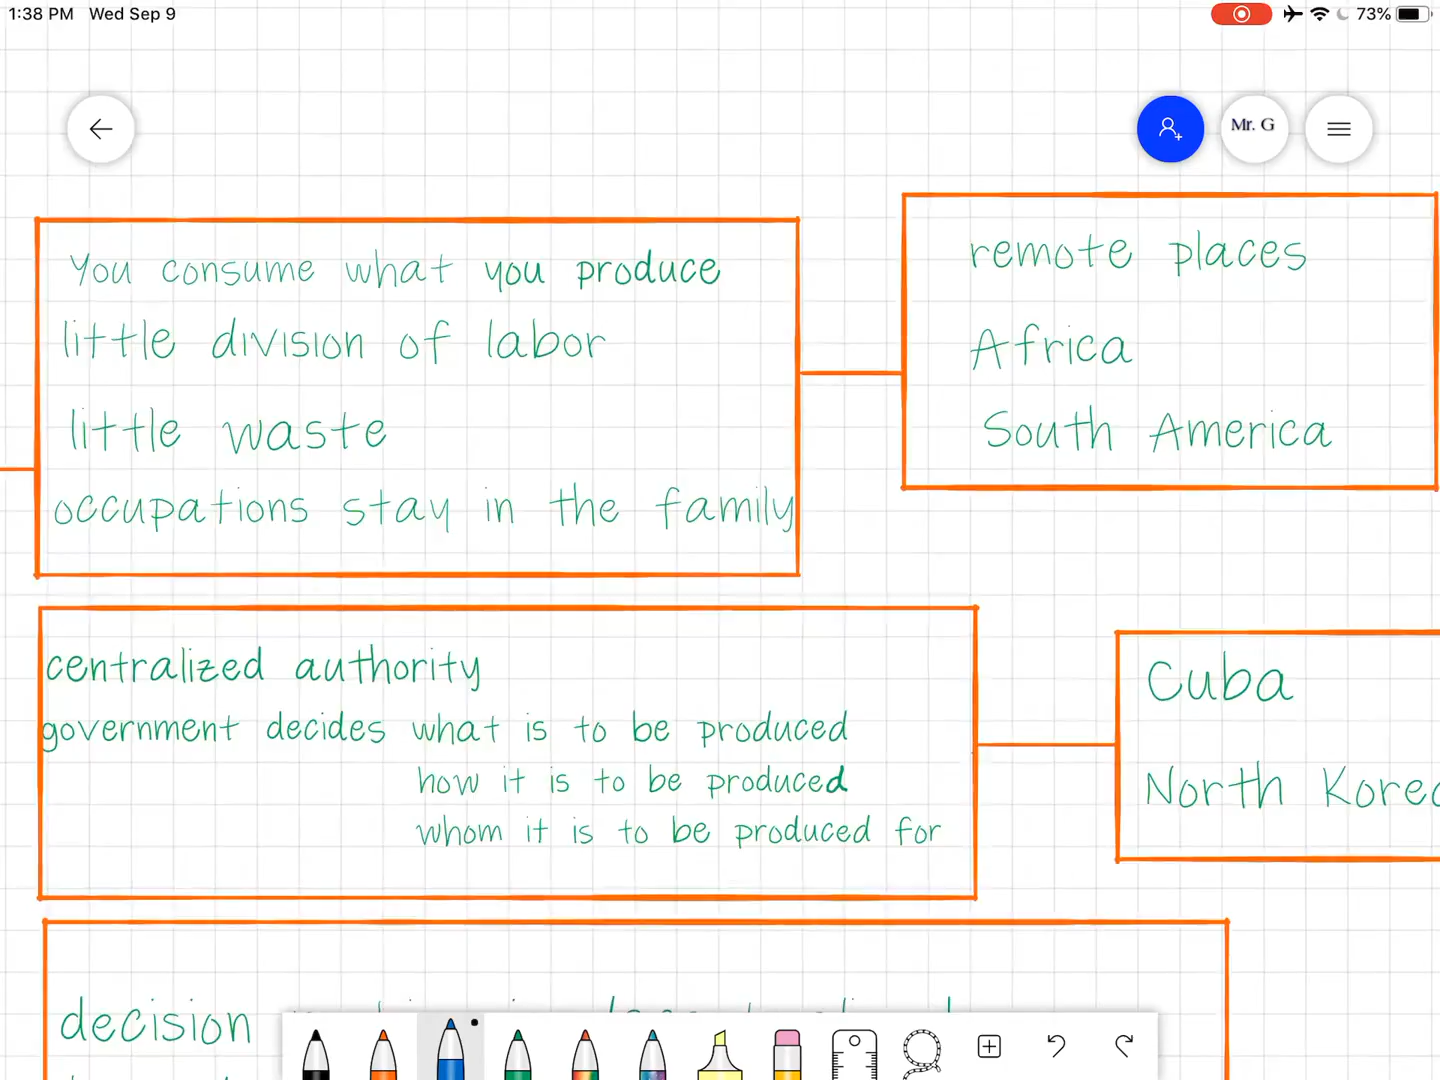 1:38 PM Wed Sep 9
73%
Mr. G
You consume what you produce
little division of labor
little waste
occupations stay in the family
remote places
Africa
South America
centralized authority
government decides what is to be produced
how it is to be produced
whom it is to be produced for
Cuba
North
decision